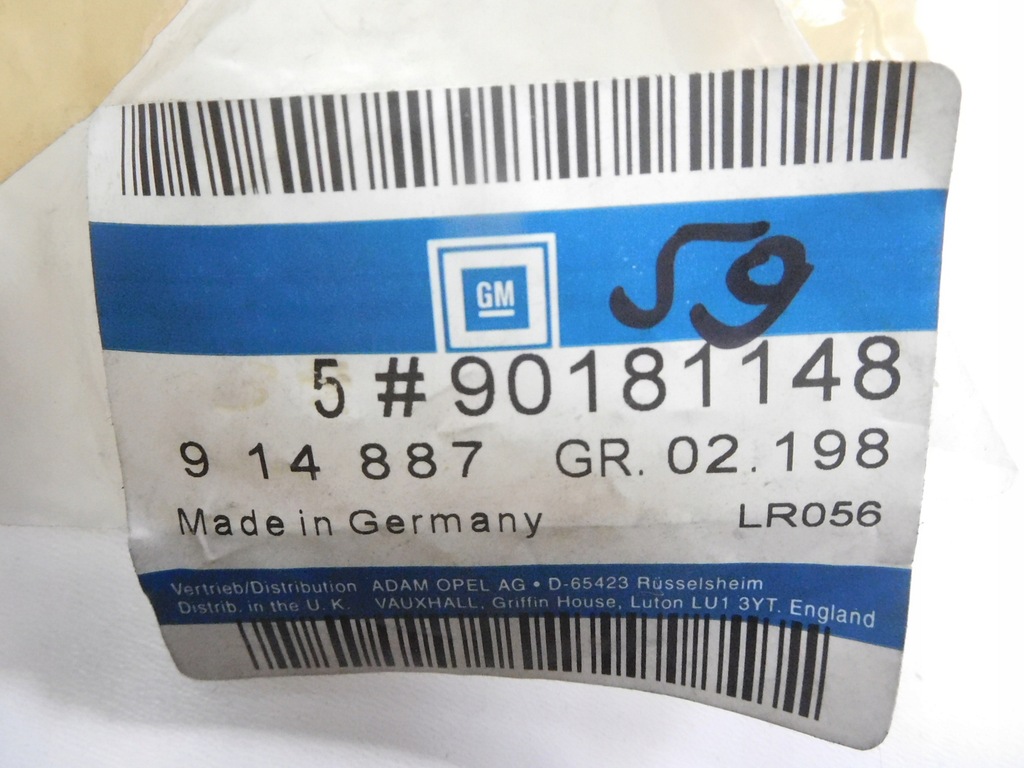 GM
59
5 # 90181148
9 14 887 GR. 02.198
Made in Germany LR056
Vertrieb/Distribution ADAM OPEL AG • D-65423 Rüsselsheim
Distrib. in the U. K. VAUXHALL, Griffin House, Luton LU1 3YT. England